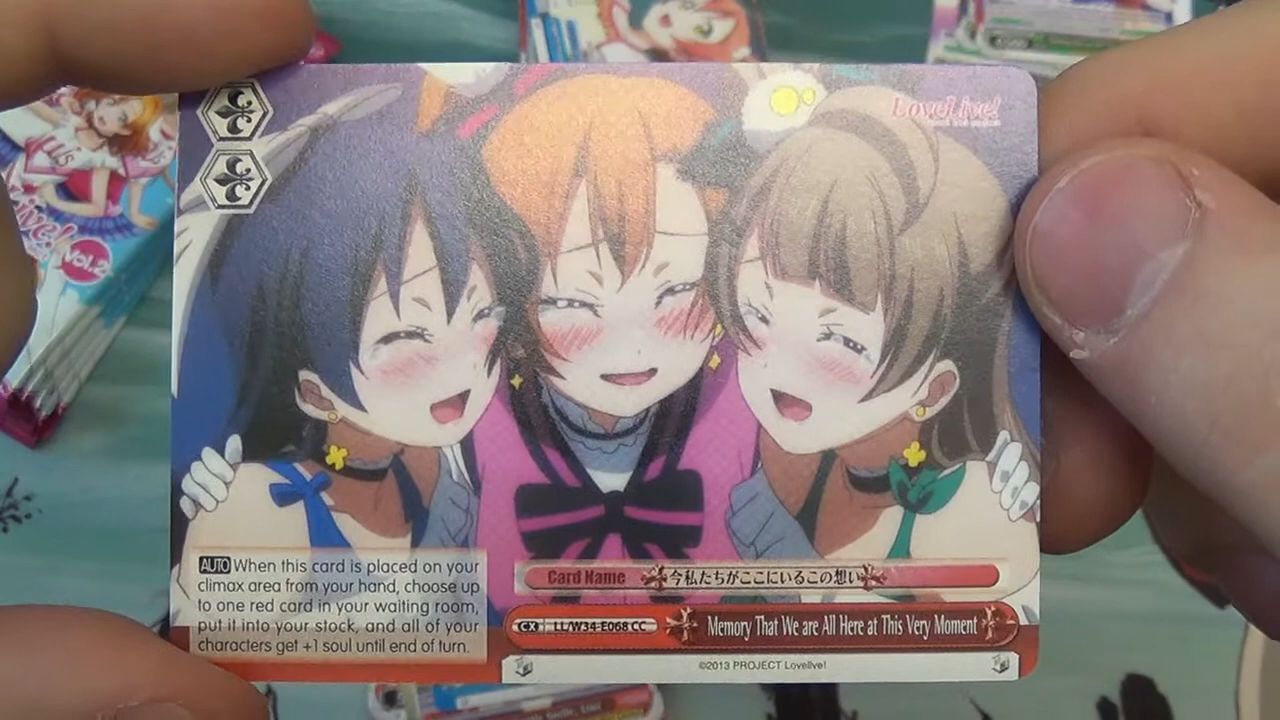 LoveLive!
μ's
Live!
Vol.2
AUTO When this card is placed on your
climax area from your hand, choose up
to one red card in your waiting room,
put it into your stock, and all of your
characters get +1 soul until end of turn.
Card Name 今私たちがここにいるこの想い
CX LL/W34-E068 CC Memory That We are All Here at This Very Moment
©2013 PROJECT Lovelive!